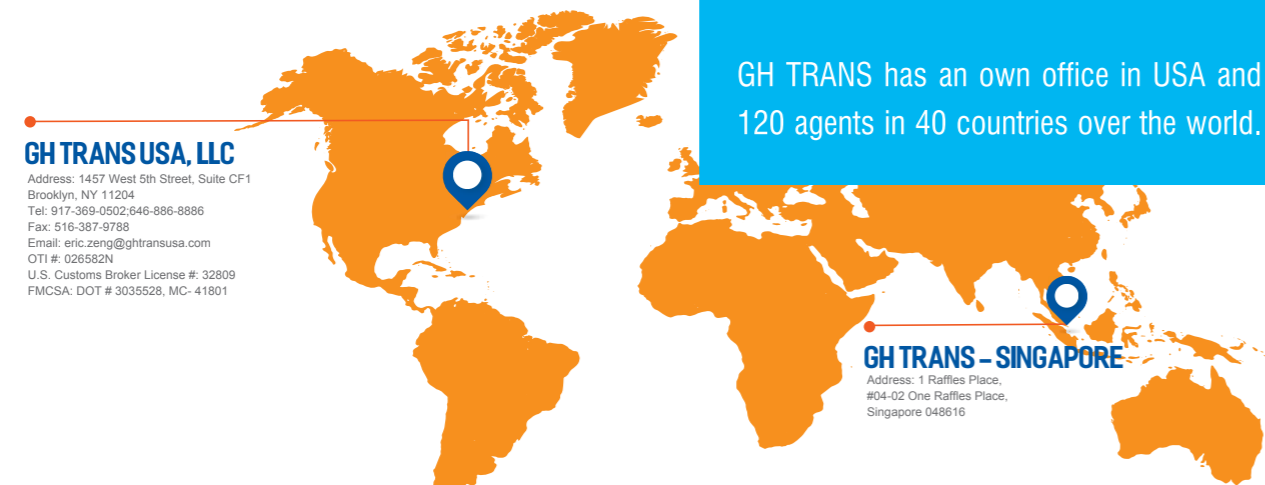 GH TRANS has an own office in USA and
120 agents in 40 countries over the world.
GH TRANS USA, LLC
Address: 1457 West 5th Street, Suite CF1
Brooklyn, NY 11204
Tel: 917-369-0502;646-886-8886
Fax: 516-387-9788
Email: eric.zeng@ghtransusa.com
OTI #: 026582N
U.S. Customs Broker License #: 32809
FMCSA: DOT # 3035528, MC- 41801
GH TRANS – SINGAPORE
Address: 1 Raffles Place,
#04-02 One Raffles Place,
Singapore 048616